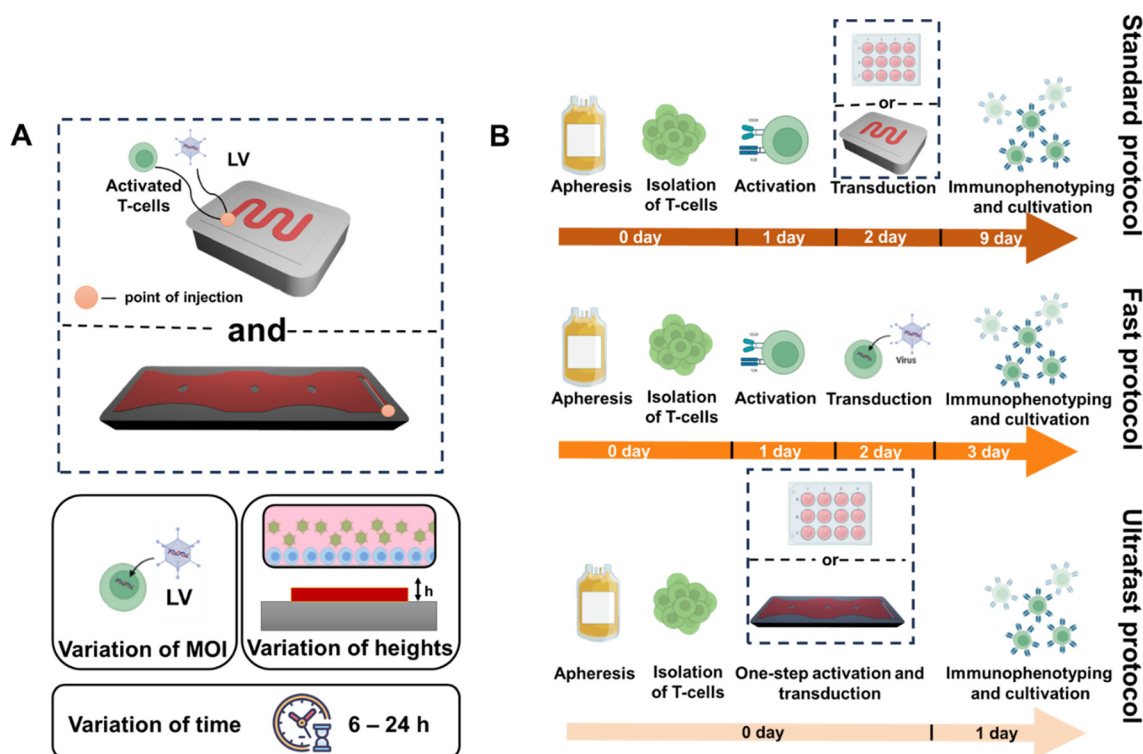 A
LV
Activated
T-cells
point of injection
and
LV
Variation of MOI
h
Variation of heights
Variation of time
6 – 24 h
B
or
Apheresis
Isolation
of T-cells
Activation
Transduction
Immunophenotyping
and cultivation
0 day
1 day
2 day
9 day
Standard protocol
Virus
Apheresis
Isolation
of T-cells
Activation
Transduction
Immunophenotyping
and cultivation
0 day
1 day
2 day
3 day
Fast protocol
or
Apheresis
Isolation
of T-cells
One-step activation and
transduction
Immunophenotyping
and cultivation
0 day
1 day
Ultrafast protocol